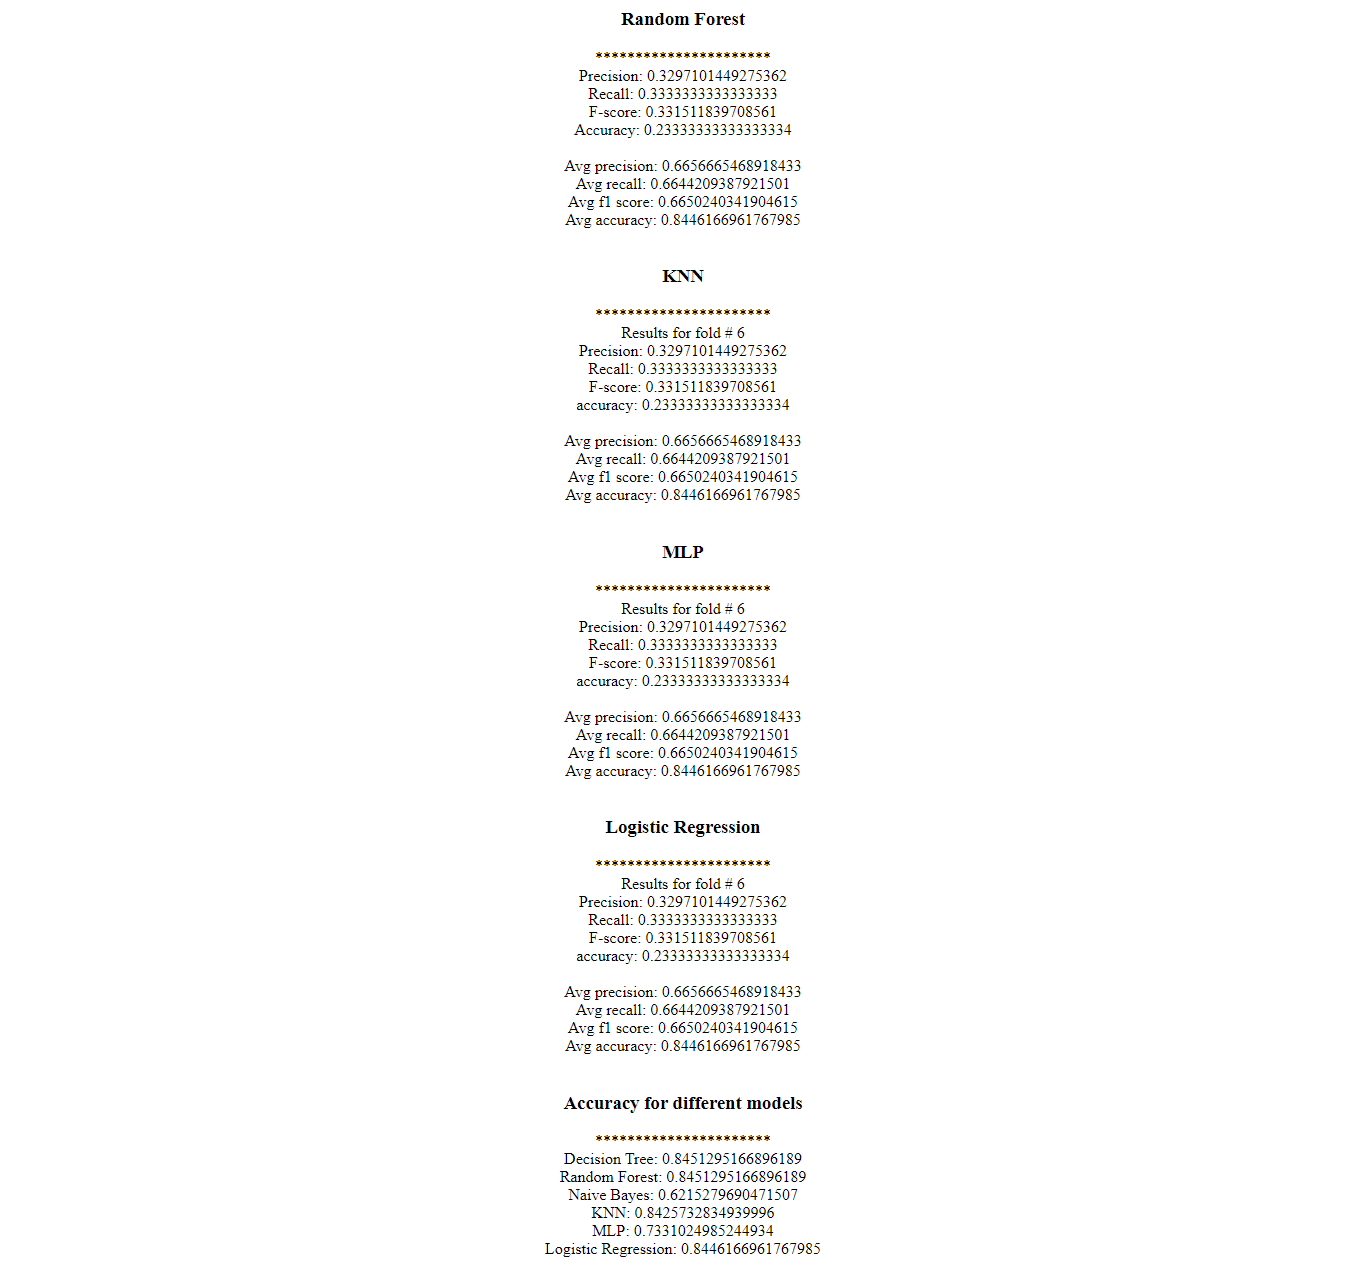 Random Forest
**********************
Precision: 0.3297101449275362
Recall: 0.3333333333333333
F-score: 0.331511839708561
Accuracy: 0.23333333333333334
Avg precision: 0.6656665468918433
Avg recall: 0.6644209387921501
Avg f1 score: 0.6650240341904615
Avg accuracy: 0.8446166961767985
KNN
**********************
Results for fold # 6
Precision: 0.3297101449275362
Recall: 0.3333333333333333
F-score: 0.331511839708561
accuracy: 0.23333333333333334
Avg precision: 0.6656665468918433
Avg recall: 0.6644209387921501
Avg f1 score: 0.6650240341904615
Avg accuracy: 0.8446166961767985
MLP
**********************
Results for fold # 6
Precision: 0.3297101449275362
Recall: 0.3333333333333333
F-score: 0.331511839708561
accuracy: 0.23333333333333334
Avg precision: 0.6656665468918433
Avg recall: 0.6644209387921501
Avg f1 score: 0.6650240341904615
Avg accuracy: 0.8446166961767985
Logistic Regression
**********************
Results for fold # 6
Precision: 0.3297101449275362
Recall: 0.3333333333333333
F-score: 0.331511839708561
accuracy: 0.23333333333333334
Avg precision: 0.6656665468918433
Avg recall: 0.6644209387921501
Avg f1 score: 0.6650240341904615
Avg accuracy: 0.8446166961767985
Accuracy for different models
**********************
Decision Tree: 0.8451295166896189
Random Forest: 0.8451295166896189
Naive Bayes: 0.6215279690471507
KNN: 0.8425732834939996
MLP: 0.7331024985244934
Logistic Regression: 0.8446166961767985